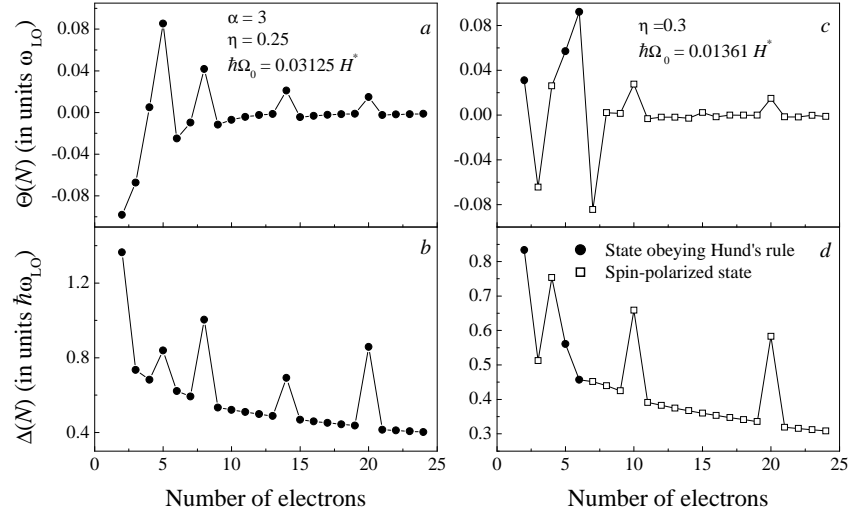 α = 3
η = 0.25
ℏΩ₀ = 0.03125 H*
a
0.08
0.04
0.00
-0.04
-0.08
Θ(N) (in units ω_LO)
η =0.3
ℏΩ₀ = 0.01361 H*
c
0.08
0.04
0.00
-0.04
-0.08
b
1.2
0.8
0.4
Δ(N) (in units ℏω_LO)
0 5 10 15 20 25
Number of electrons
State obeying Hund's rule
Spin-polarized state
d
0.8
0.7
0.6
0.5
0.4
0.3
0 5 10 15 20 25
Number of electrons